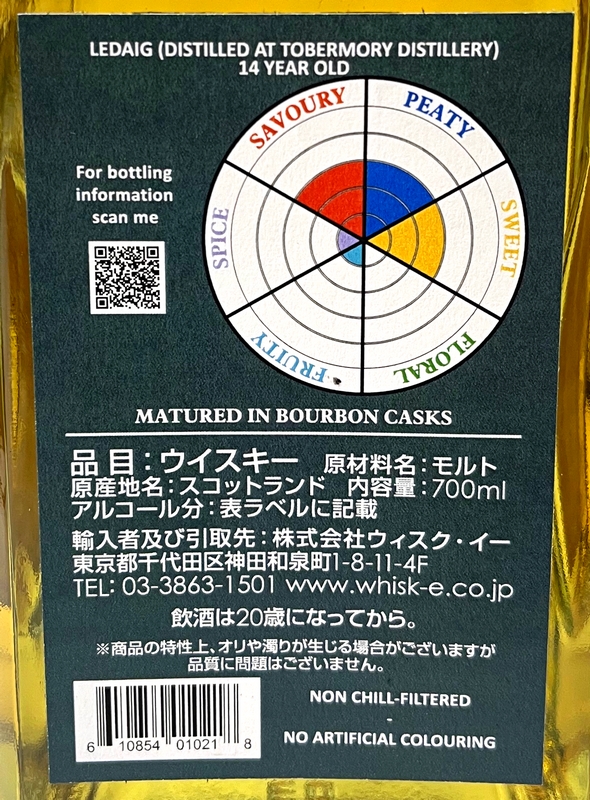 LEDAIG (DISTILLED AT TOBERMORY DISTILLERY)
14 YEAR OLD
SAVOURY
PEATY
SWEET
FLORAL
FRUITY
SPICE
For bottling
information
scan me
MATURED IN BOURBON CASKS
品目：ウイスキー 原材料名：モルト
原産地名：スコットランド 内容量：700ml
アルコール分：表ラベルに記載
輸入者及び引取先：株式会社ウィスク・イー
東京都千代田区神田和泉町1-8-11-4F
TEL: 03-3863-1501 www.whisk-e.co.jp
飲酒は20歳になってから。
※商品の特性上、オリや濁りが生じる場合がございますが
品質に問題はございません。
6 10854 01021 8
NON CHILL-FILTERED
-
NO ARTIFICIAL COLOURING